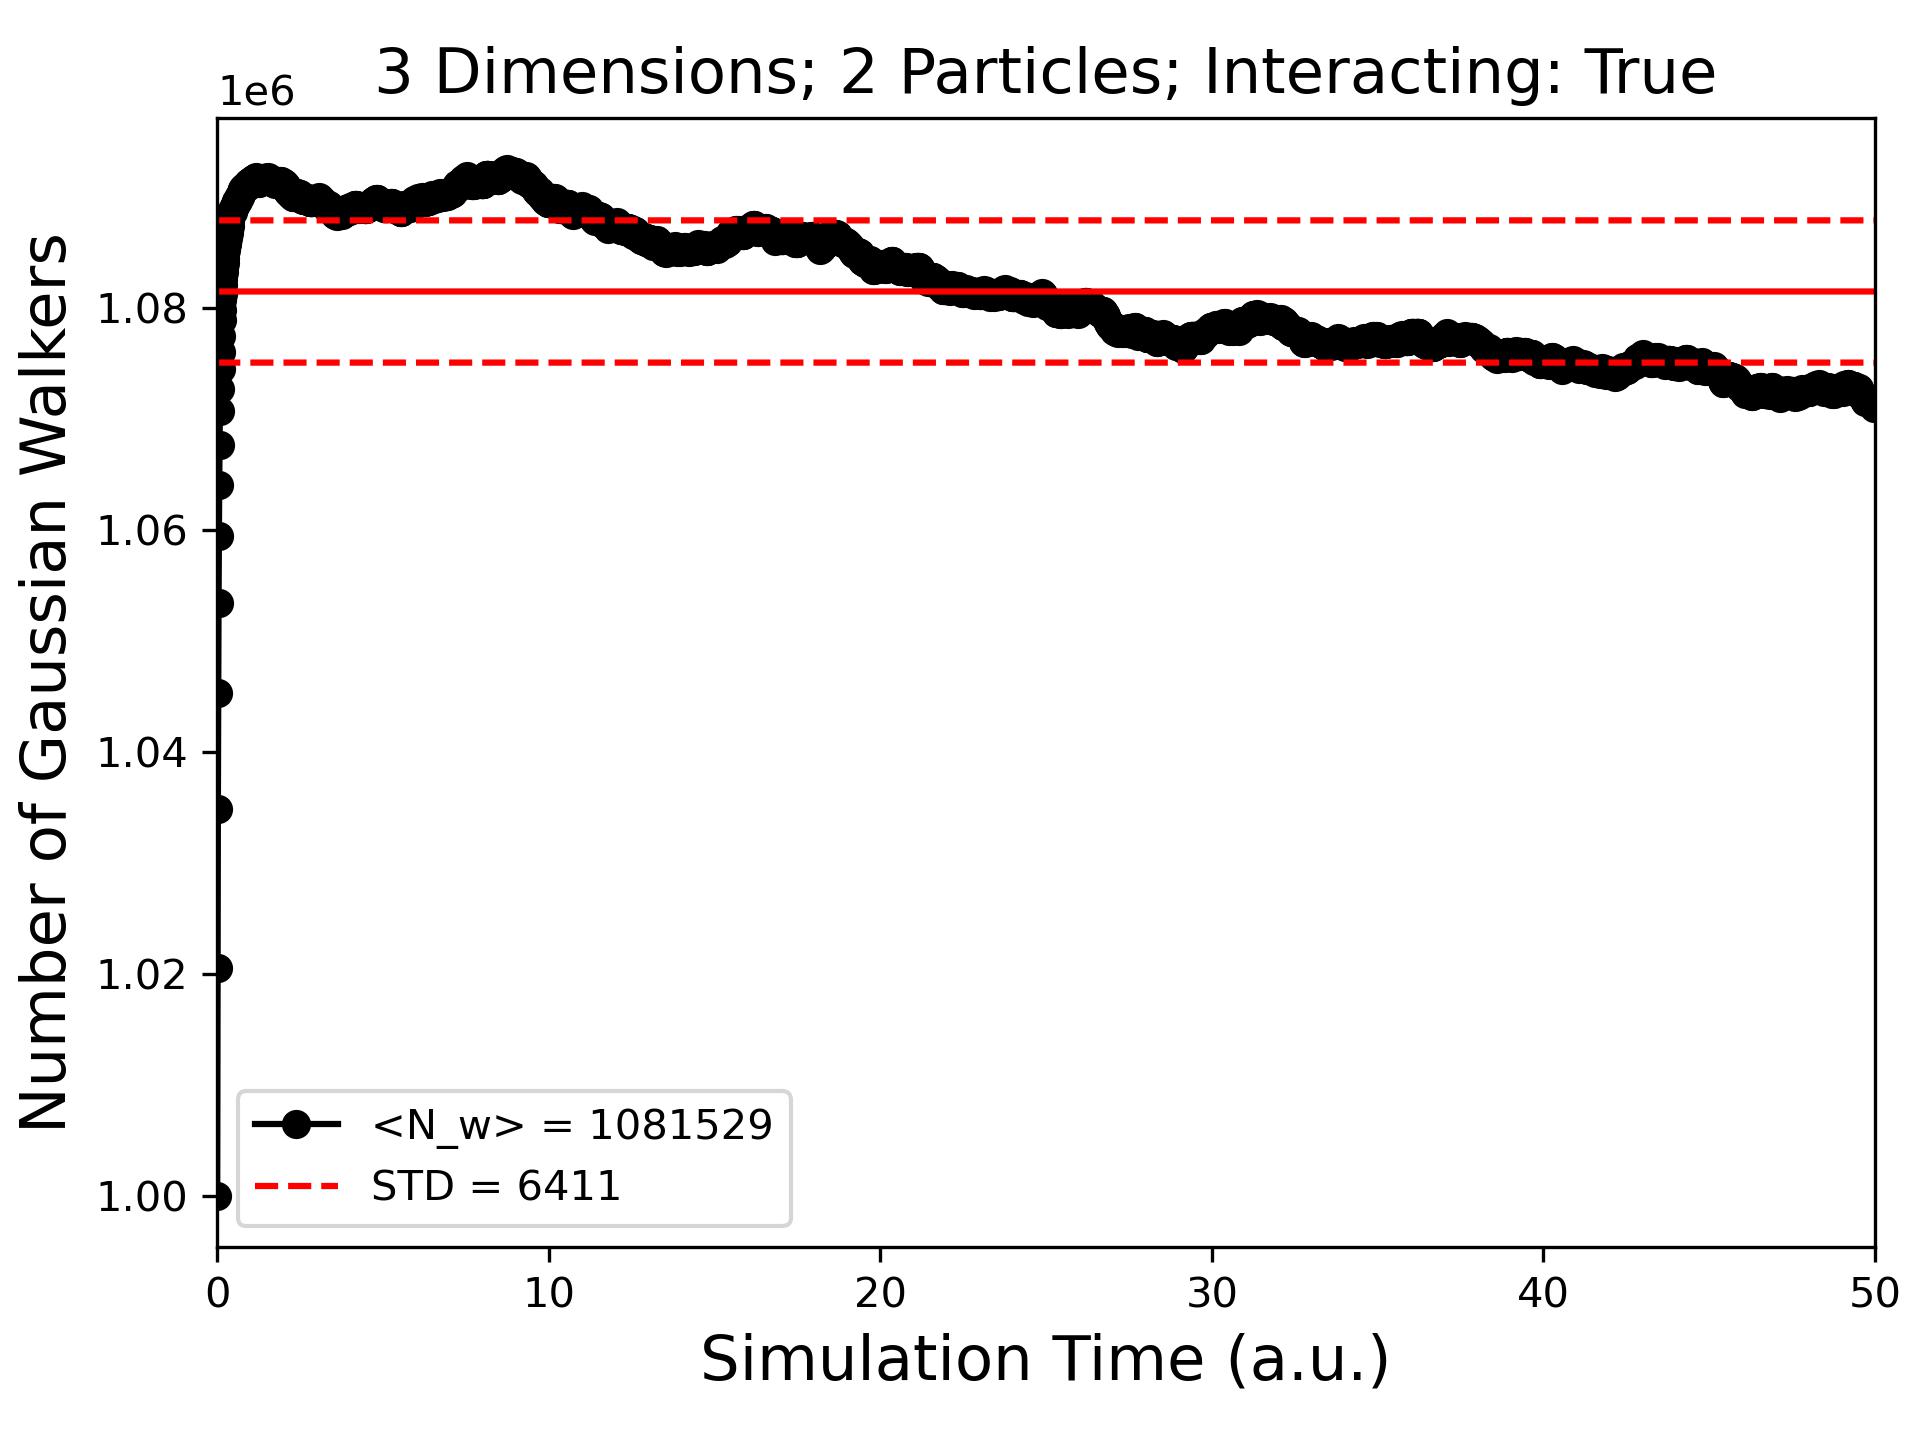 3 Dimensions; 2 Particles; Interacting: True
1e6
Number of Gaussian Walkers
1.08
1.06
1.04
1.02
1.00
<N_w> = 1081529
STD = 6411
0 10 20 30 40 50
Simulation Time (a.u.)